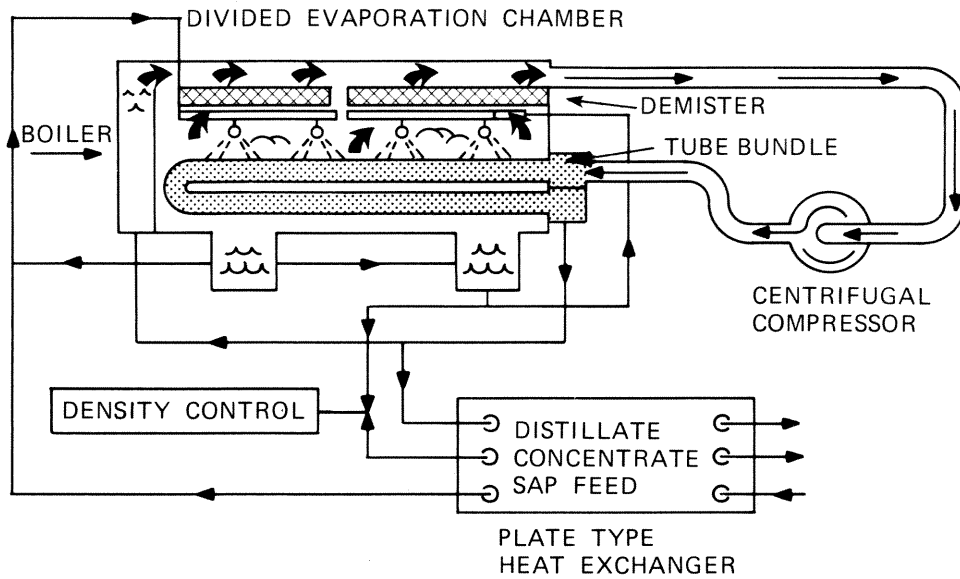 DIVIDED EVAPORATION CHAMBER
DEMISTER
BOILER
TUBE BUNDLE
CENTRIFUGAL
COMPRESSOR
DENSITY CONTROL
DISTILLATE
CONCENTRATE
SAP FEED
PLATE TYPE
HEAT EXCHANGER